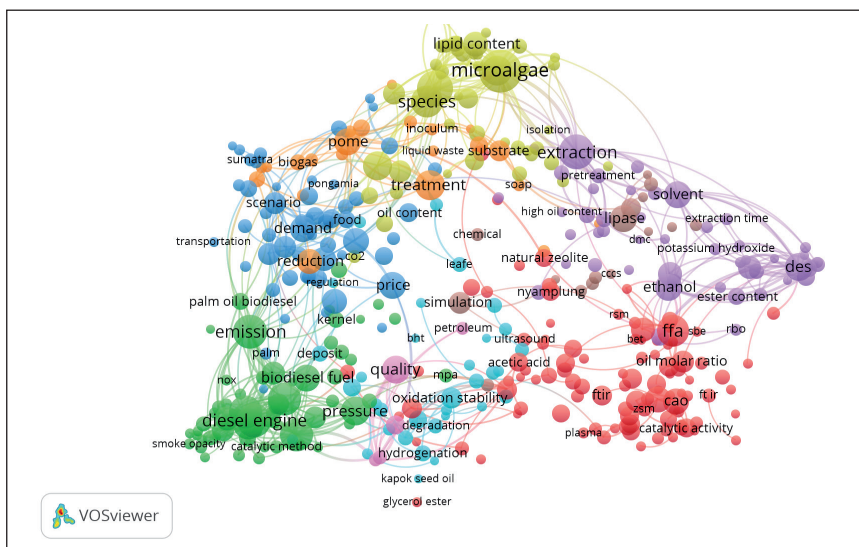 lipid content
microalgae
species
inoculum
isolation
pome
liquid waste
substrate
extraction
sumatra
biogas
pretreatment
pongamia
treatment
soap
solvent
scenario
oil content
high oil content
lipase
extraction time
food
demand
chemical
dmc
transportation
potassium hydroxide
co2
reduction
leafe
natural zeolite
cccs
des
regulation
price
nyamplung
ethanol
ester content
palm oil biodiesel
simulation
kernel
rsm
emission
petroleum
ffa
sbe
rbo
bht
ultrasound
bet
palm
deposit
acetic acid
oil molar ratio
nox
biodiesel fuel
quality
mpa
ftir
ft ir
oxidation stability
cao
zsm
pressure
diesel engine
degradation
plasma
catalytic activity
smoke opacity
catalytic method
hydrogenation
kapok seed oil
glycerol ester
VOSviewer